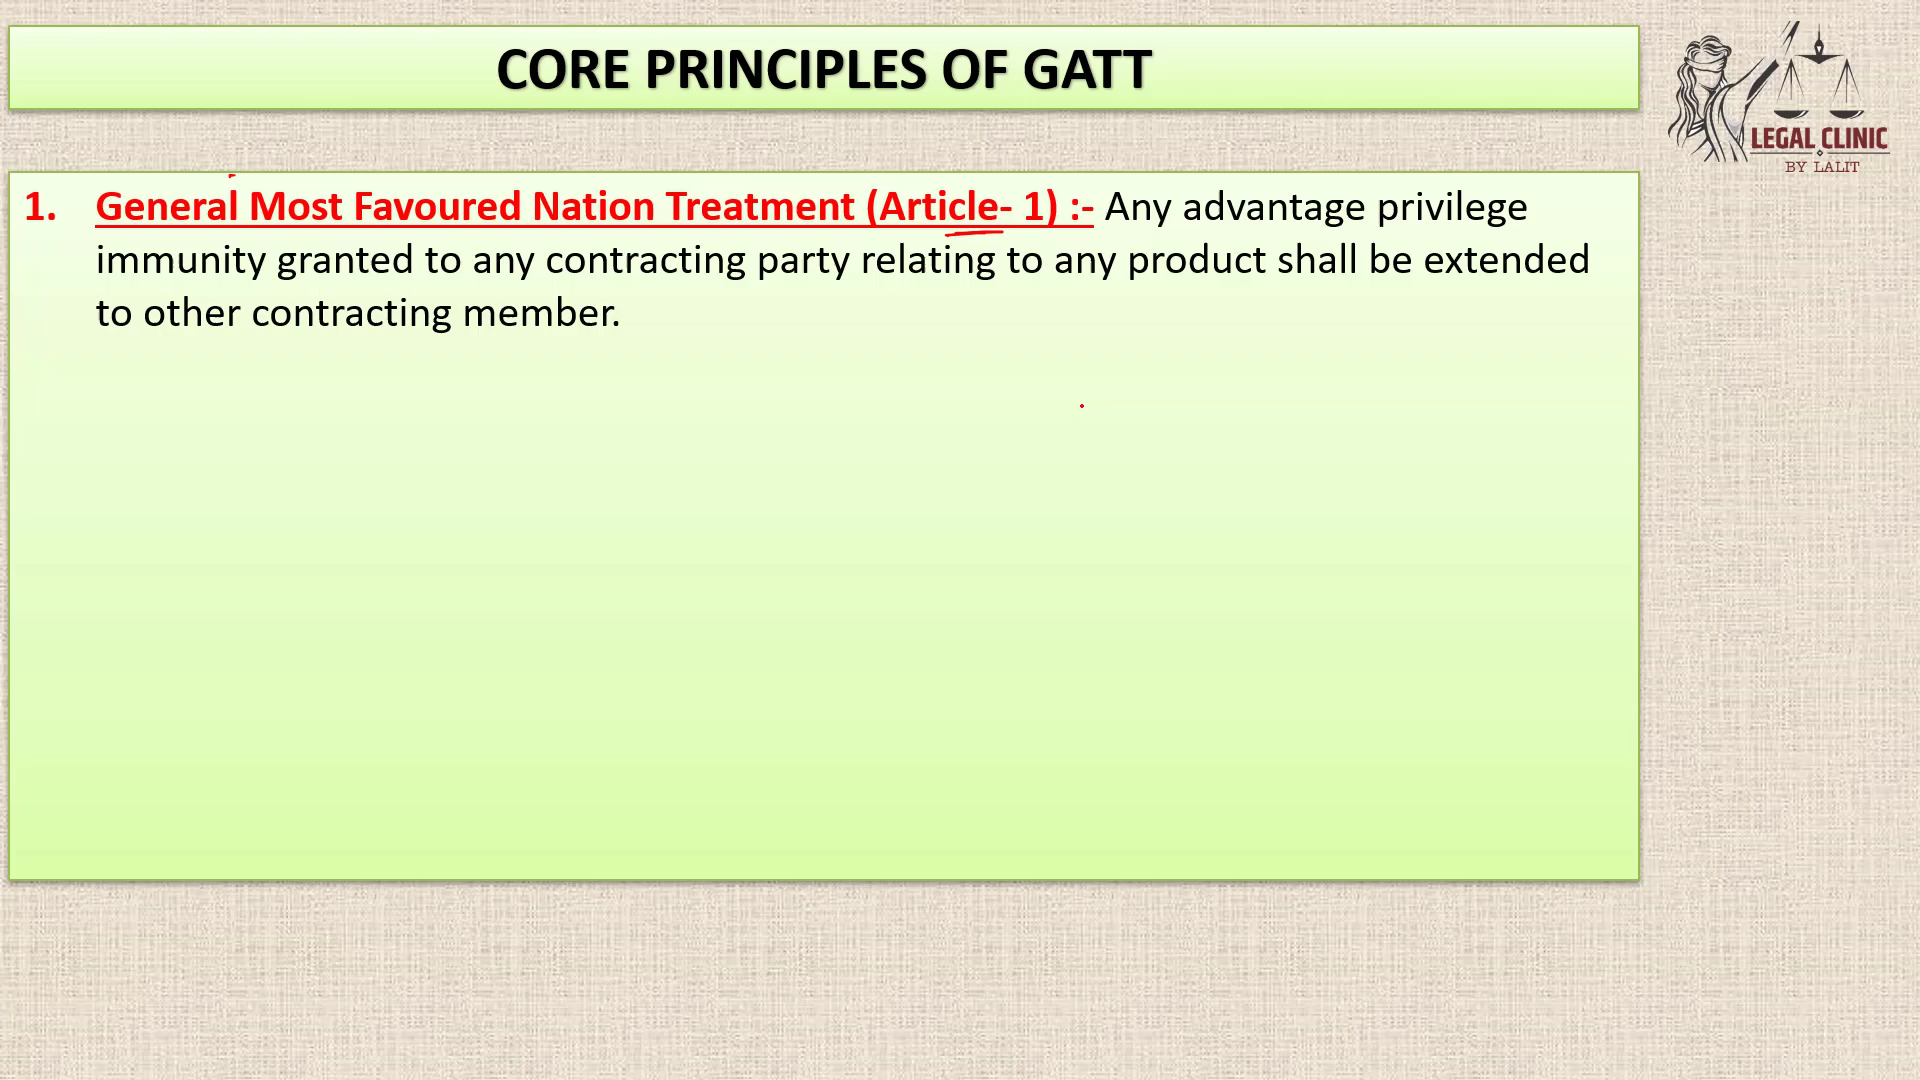 CORE PRINCIPLES OF GATT
LEGAL CLINIC
BY LALIT
1. General Most Favoured Nation Treatment (Article- 1) :- Any advantage privilege
immunity granted to any contracting party relating to any product shall be extended
to other contracting member.